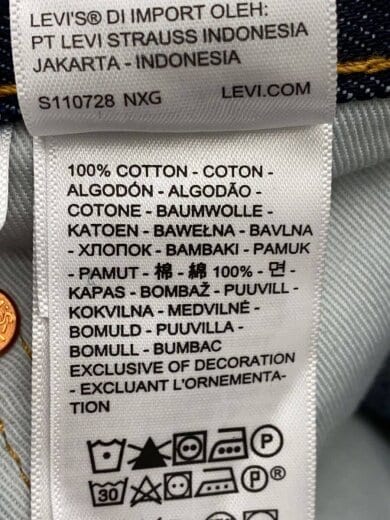 LEVI'S® DI IMPORT OLEH:
PT LEVI STRAUSS INDONESIA
JAKARTA - INDONESIA
S110728 NXG LEVI.COM
100% COTTON - COTON -
ALGODÓN - ALGODÃO -
COTONE - BAUMWOLLE -
KATOEN - BAWEŁNA - BAVLNA
- ХЛОПОК - BAMBAKI - PAMUK
- PAMUT - 棉 - 綿 100% - 면 -
KAPAS - BOMBAŽ - PUUVILL -
KOKVILNA - MEDVILNĖ -
BOMULD - PUUVILLA -
BOMULL - BUMBAC
EXCLUSIVE OF DECORATION
- EXCLUANT L'ORNEMENTA-
TION
P
30 P ®